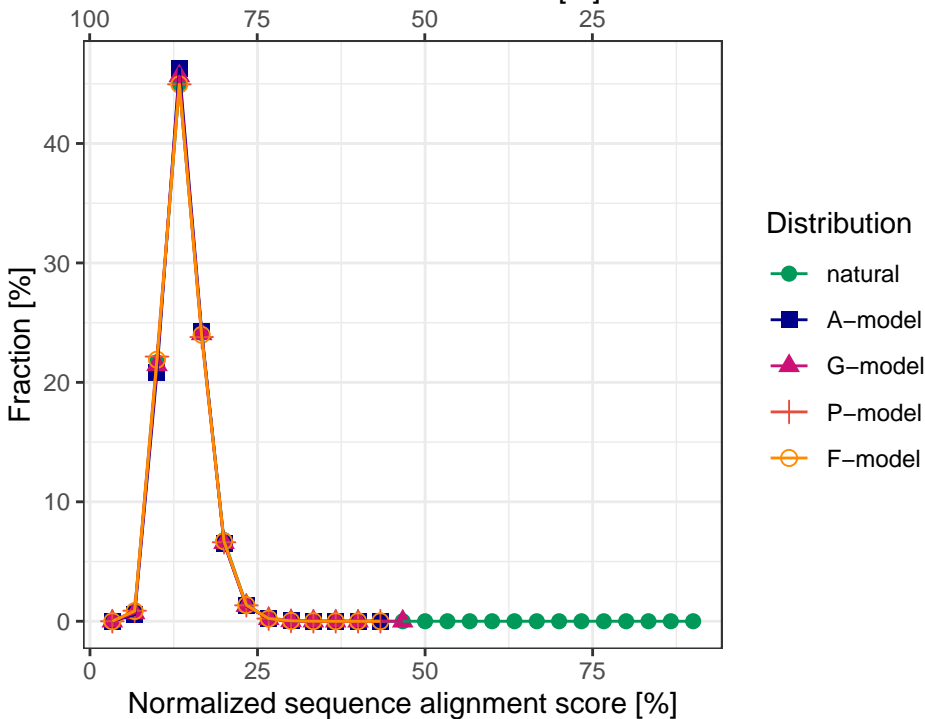 100 75 50 25
Fraction [%]
40
30
20
10
0
0 25 50 75
Normalized sequence alignment score [%]
Distribution
natural
A−model
G−model
P−model
F−model